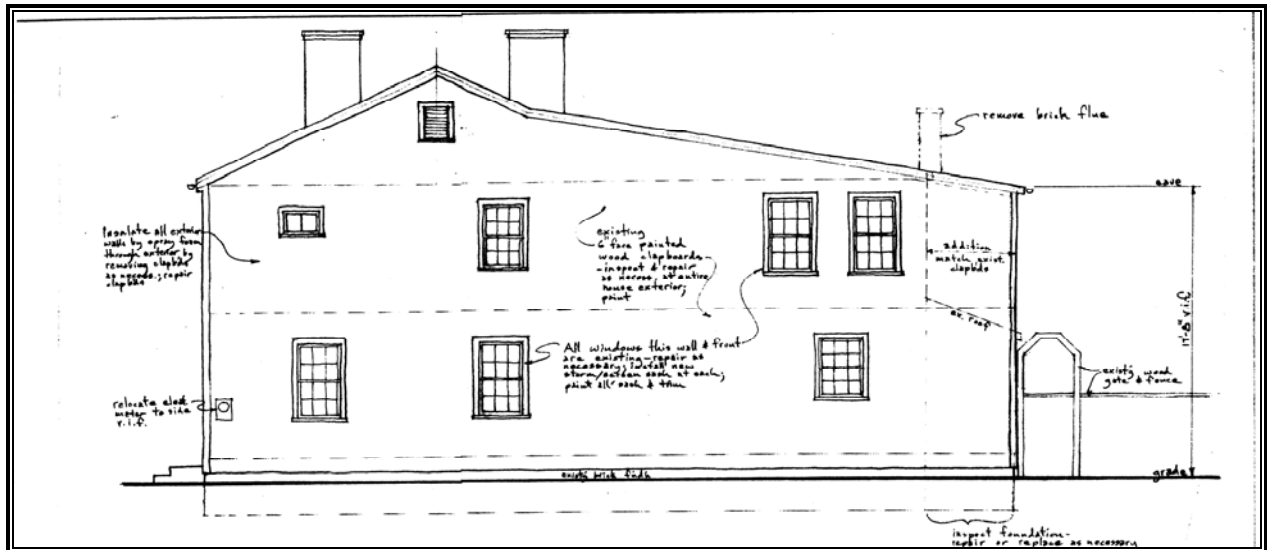 remove brick flue
eave
Insulate all exterior
walls by spray foam
through exterior by
removing clapbds
as necess.; repair
clapbds
existing
6" face painted
wood clapboards-
-inspect & repair
as necess. at entire
house exterior;
paint
addition
match exist.
clapbds
ex. roof
All windows this wall & front
are existing-repair as
necessary; install new
storm/screen sash at each;
paint all sash & trim
existg wood
gate & fence
relocate elect
meter to side
v.i.f.
v.i.f.
grade
existg brick fndn
inspect foundation-
repair or replace as necessary